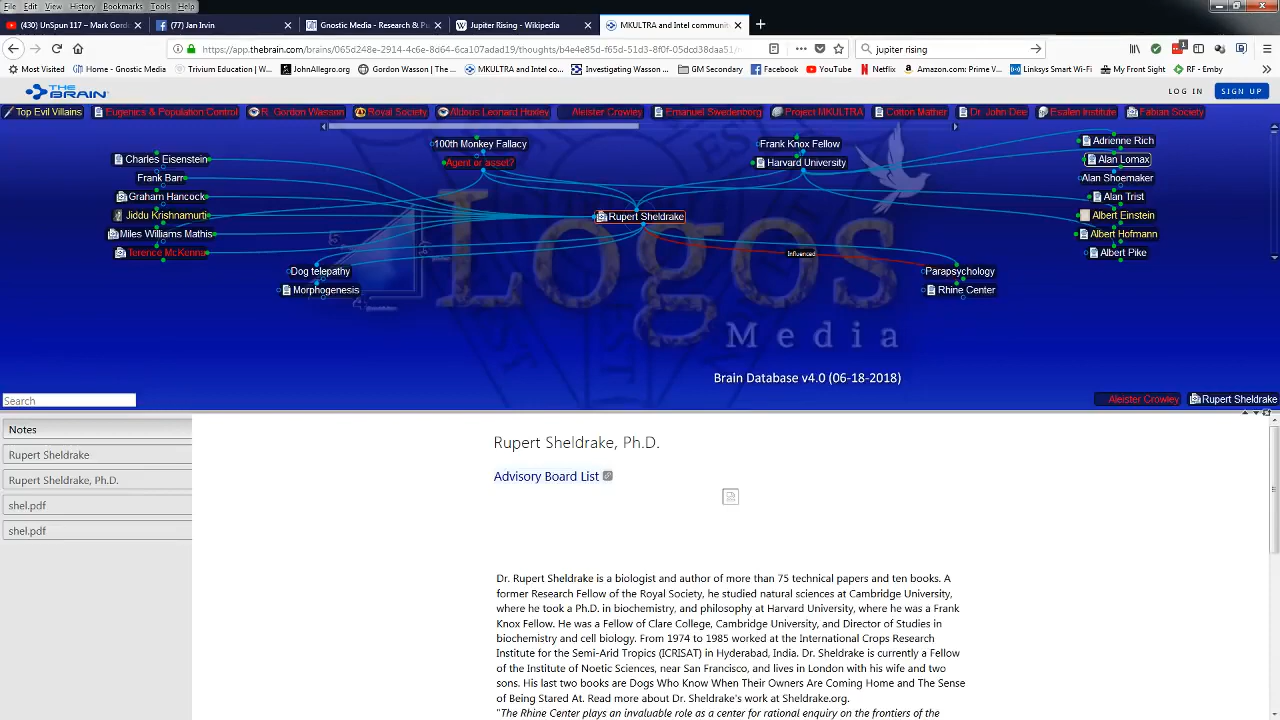 File Edit View History Bookmarks Tools Help
(430) UnSpun 117 – Mark Gord
(77) Jan Irvin
Gnostic Media - Research & Pu
Jupiter Rising - Wikipedia
MKULTRA and Intel communit
jupiter rising
Most Visited
Homepage - Gnostic Media
Trivium Education | V...
JohnAllegro.org
Gordon Wasson | The ...
MKULTRA and Intel co...
Investigating Wasson ...
GM Secondary
Facebook
YouTube
Netflix
Amazon.com: Prime V...
Linksys Smart Wi-Fi
My Front Sight
RF - Emby
THE BRAIN
LOG IN
SIGN UP
Top Evil Villains
Eugenics & Population Control
R. Gordon Wasson
Royal Society
Aldous Leonard Huxley
Aleister Crowley
Emanuel Swedenborg
Project MKULTRA
Cotton Mather
Dr. John Dee
Esalen Institute
Fabian Society
100th Monkey Fallacy
Agent or asset?
Frank Knox Fellow
Harvard University
Charles Eisenstein
Frank Barr
Graham Hancock
Jiddu Krishnamurti
Miles Williams Mathis
Terence McKenna
Rupert Sheldrake
Adrienne Rich
Alan Lomax
Alan Shoemaker
Alan Trist
Albert Einstein
Albert Hofmann
Albert Pike
Influenced
Dog telepathy
Morphogenesis
Parapsychology
Rhine Center
Logos
Media
Brain Database v4.0 (06-18-2018)
Search
Aleister Crowley
Rupert Sheldrake
Notes
Rupert Sheldrake
Rupert Sheldrake, Ph.D.
shel.pdf
shel.pdf
Rupert Sheldrake, Ph.D.
Advisory Board List
Dr. Rupert Sheldrake is a biologist and author of more than 75 technical papers and ten books. A
former Research Fellow of the Royal Society, he studied natural sciences at Cambridge University,
where he took a Ph.D. in biochemistry, and philosophy at Harvard University, where he was a Frank
Knox Fellow. He was a Fellow of Clare College, Cambridge University, and Director of Studies in
biochemistry and cell biology. From 1974 to 1985 worked at the International Crops Research
Institute for the Semi-Arid Tropics (ICRISAT) in Hyderabad, India. Dr. Sheldrake is currently a Fellow
of the Institute of Noetic Sciences, near San Francisco, and lives in London with his wife and two
sons. His last two books are Dogs Who Know When Their Owners Are Coming Home and The Sense
of Being Stared At. Read more about Dr. Sheldrake's work at Sheldrake.org.
"The Rhine Center plays an invaluable role as a center for rational enquiry on the frontiers of the